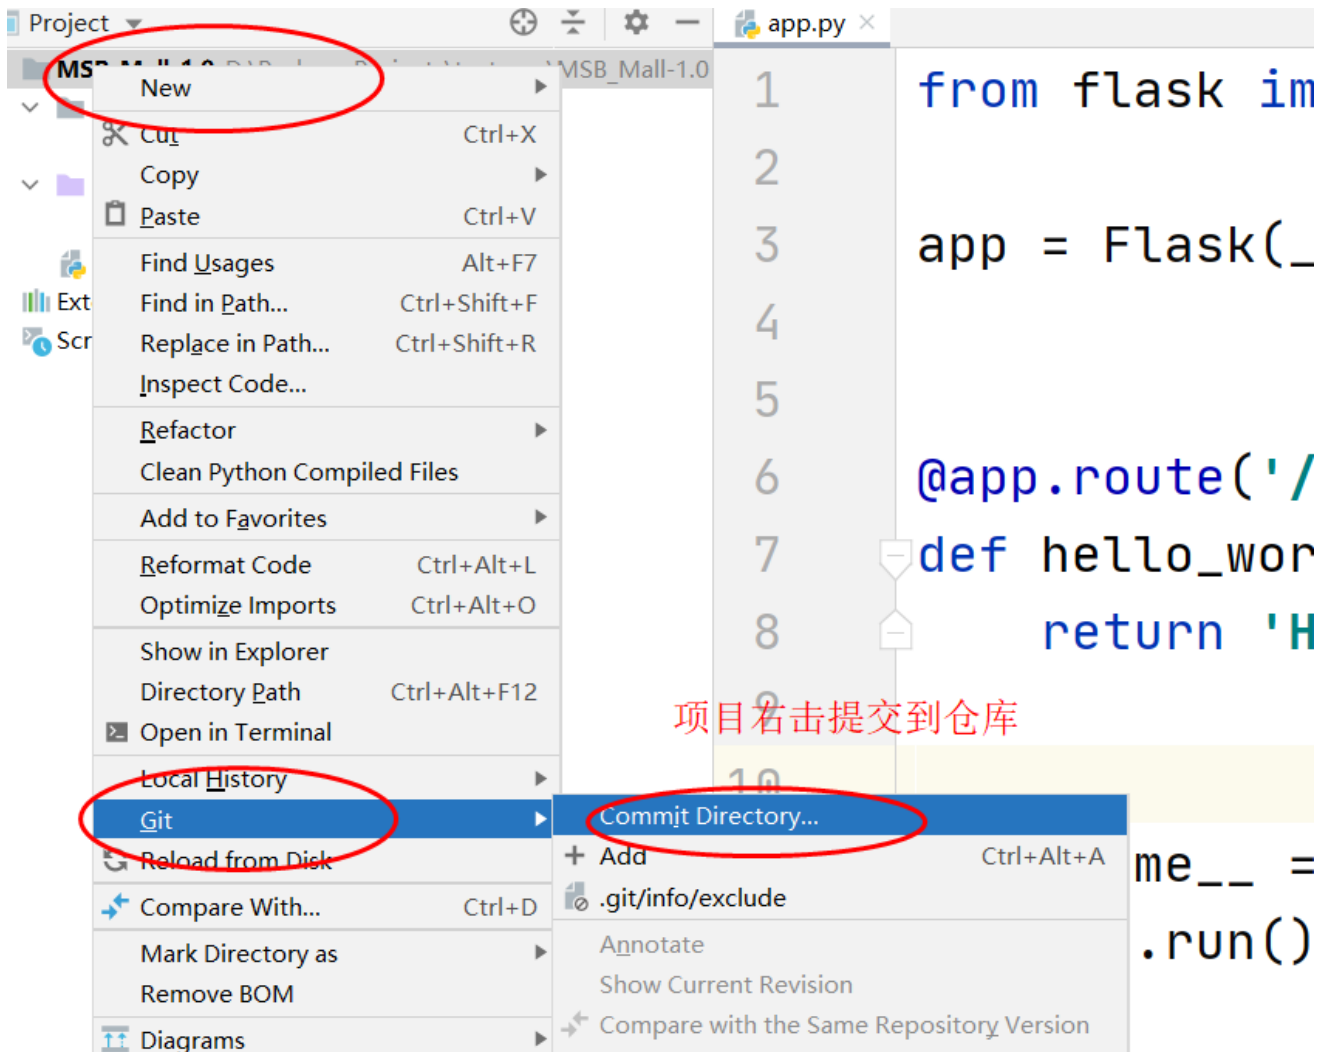 Project
app.py
MSB_Mall-1.0
\MSB_Mall-1.0
New
Cut Ctrl+X
Copy
Paste Ctrl+V
Find Usages Alt+F7
Find in Path... Ctrl+Shift+F
Replace in Path... Ctrl+Shift+R
Inspect Code...
Refactor
Clean Python Compiled Files
Add to Favorites
Reformat Code Ctrl+Alt+L
Optimize Imports Ctrl+Alt+O
Show in Explorer
Directory Path Ctrl+Alt+F12
Open in Terminal
Local History
Git
Reload from Disk
Compare With... Ctrl+D
Mark Directory as
Remove BOM
Diagrams
Ext
Scr
Commit Directory...
Add Ctrl+Alt+A
.git/info/exclude
Annotate
Show Current Revision
Compare with the Same Repository Version
1 from flask im
2
3 app = Flask(_
4
5
6 @app.route('/
7 def hello_wor
8 return 'H
9
项目右击提交到仓库
10
me__ =
.run()